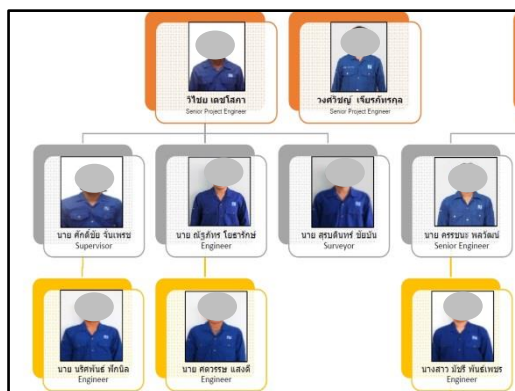 วิไชย เดชโสภา
Senior Project Engineer
วงศ์วิชญ์ เจียรภัทรกุล
Senior Project Engineer
นาย ศักดิ์ชัย จั่นเพรช
Supervisor
นาย ณัฐภัทร โยธารักษ์
Engineer
นาย สุรบดินทร์ ชัยบัน
Surveyor
นาย ครรชนะ พลวัฒน์
Senior Engineer
นาย นริศพันธ์ ฟักนิล
Engineer
นาย ศตวรรษ แสงดี
Engineer
นางสาว มัชรี พันธ์เพชร
Engineer